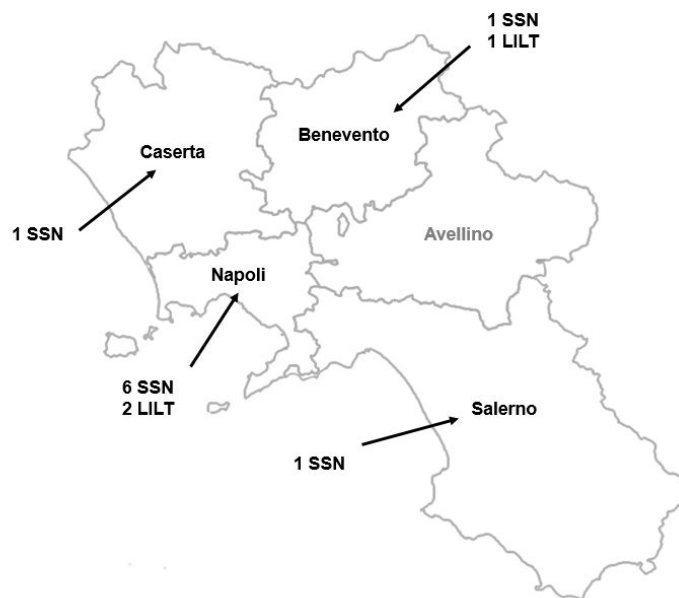 1 SSN
1 LILT
Benevento
Caserta
1 SSN
Avellino
Napoli
6 SSN
2 LILT
Salerno
1 SSN